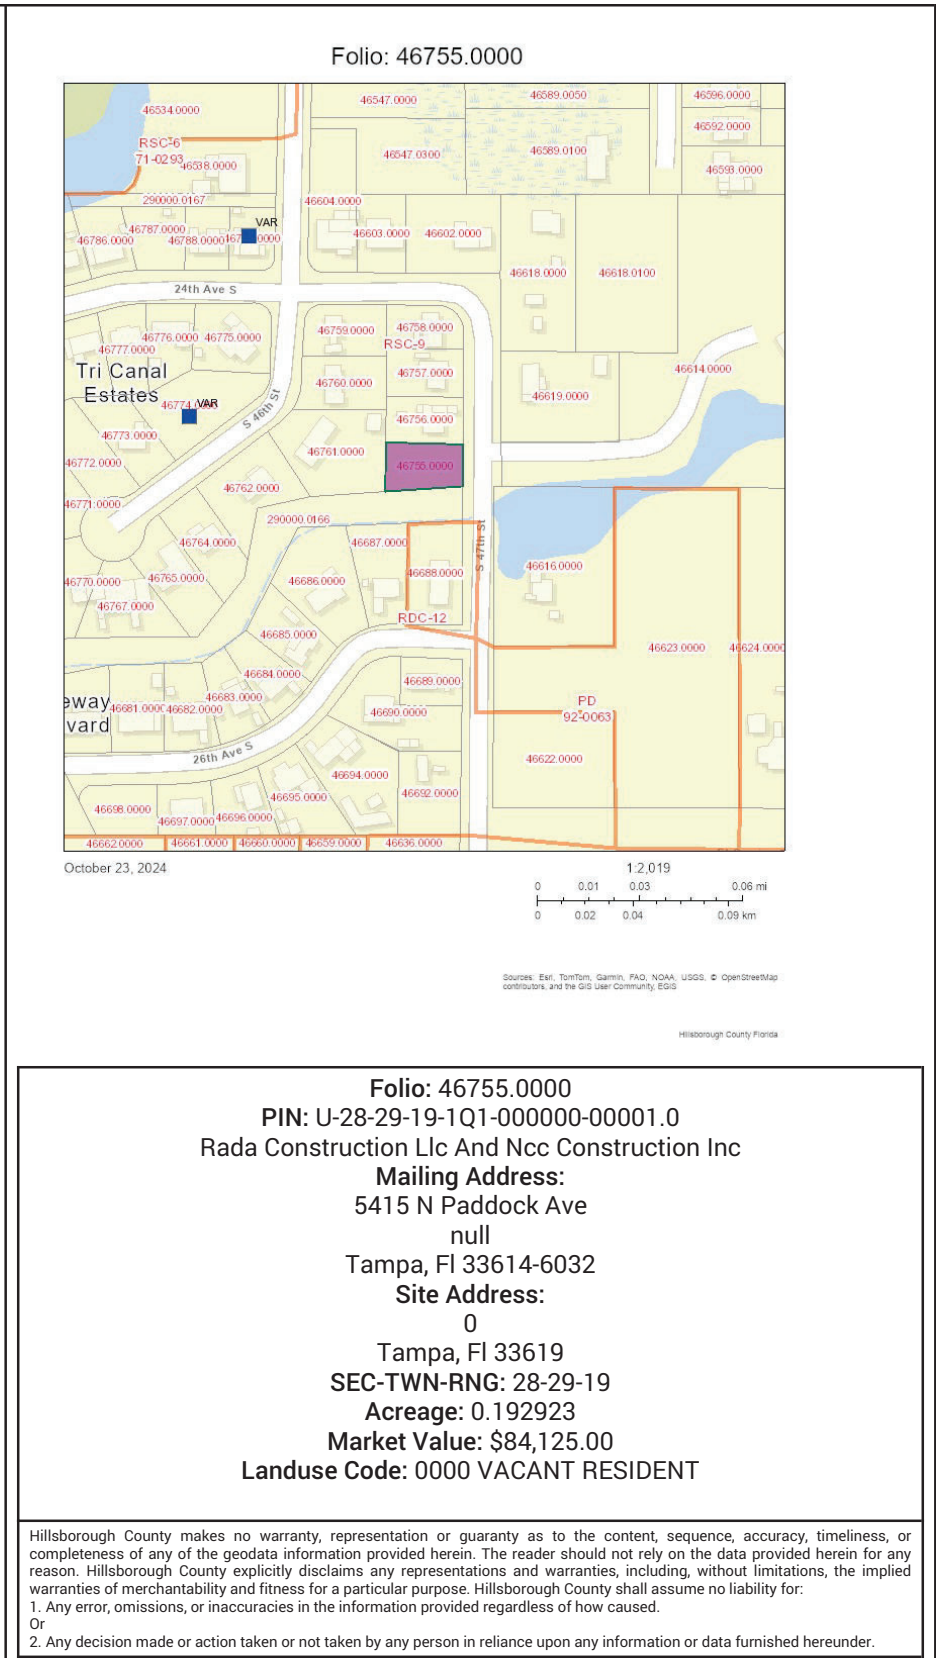 Folio: 46755.0000
46534.0000
46547.0000
46589.0050
46596.0000
46592.0000
RSC-6
71-0293
46538.0000
46547.0300
46589.0100
46593.0000
290000.0167
46604.0000
VAR
46787.0000
46786.0000
46788.0000
46603.0000
46602.0000
46618.0000
46618.0100
24th Ave S
46759.0000
46758.0000
46776.0000
46775.0000
RSC-9
46777.0000
Tri Canal
Estates
46757.0000
46760.0000
46614.0000
46619.0000
VAR
S 46th St
46756.0000
46773.0000
46761.0000
46772.0000
46755.0000
46762.0000
46771.0000
290000.0166
S 47th St
46764.0000
46687.0000
46616.0000
46688.0000
46770.0000
46765.0000
46686.0000
46767.0000
RDC-12
46685.0000
46623.0000
46624.0000
46684.0000
46689.0000
46683.0000
eway
vard
46681.000
46682.0000
46690.0000
PD
92-0063
26th Ave S
46622.0000
46694.0000
46695.0000
46692.0000
46698.0000
46697.0000
46696.0000
46662.0000
46661.0000
46660.0000
46659.0000
46636.0000
October 23, 2024
1:2,019
0 0.01 0.03 0.06 mi
0 0.02 0.04 0.09 km
Sources: Esri, TomTom, Garmin, FAO, NOAA, USGS, © OpenStreetMap
contributors, and the GIS User Community, EGIS
Hillsborough County Florida
Folio: 46755.0000
PIN: U-28-29-19-1Q1-000000-00001.0
Rada Construction Llc And Ncc Construction Inc
Mailing Address:
5415 N Paddock Ave
null
Tampa, Fl 33614-6032
Site Address:
0
Tampa, Fl 33619
SEC-TWN-RNG: 28-29-19
Acreage: 0.192923
Market Value: $84,125.00
Landuse Code: 0000 VACANT RESIDENT
Hillsborough County makes no warranty, representation or guaranty as to the content, sequence, accuracy, timeliness, or
completeness of any of the geodata information provided herein. The reader should not rely on the data provided herein for any
reason. Hillsborough County explicitly disclaims any representations and warranties, including, without limitations, the implied
warranties of merchantability and fitness for a particular purpose. Hillsborough County shall assume no liability for:
1. Any error, omissions, or inaccuracies in the information provided regardless of how caused.
Or
2. Any decision made or action taken or not taken by any person in reliance upon any information or data furnished hereunder.